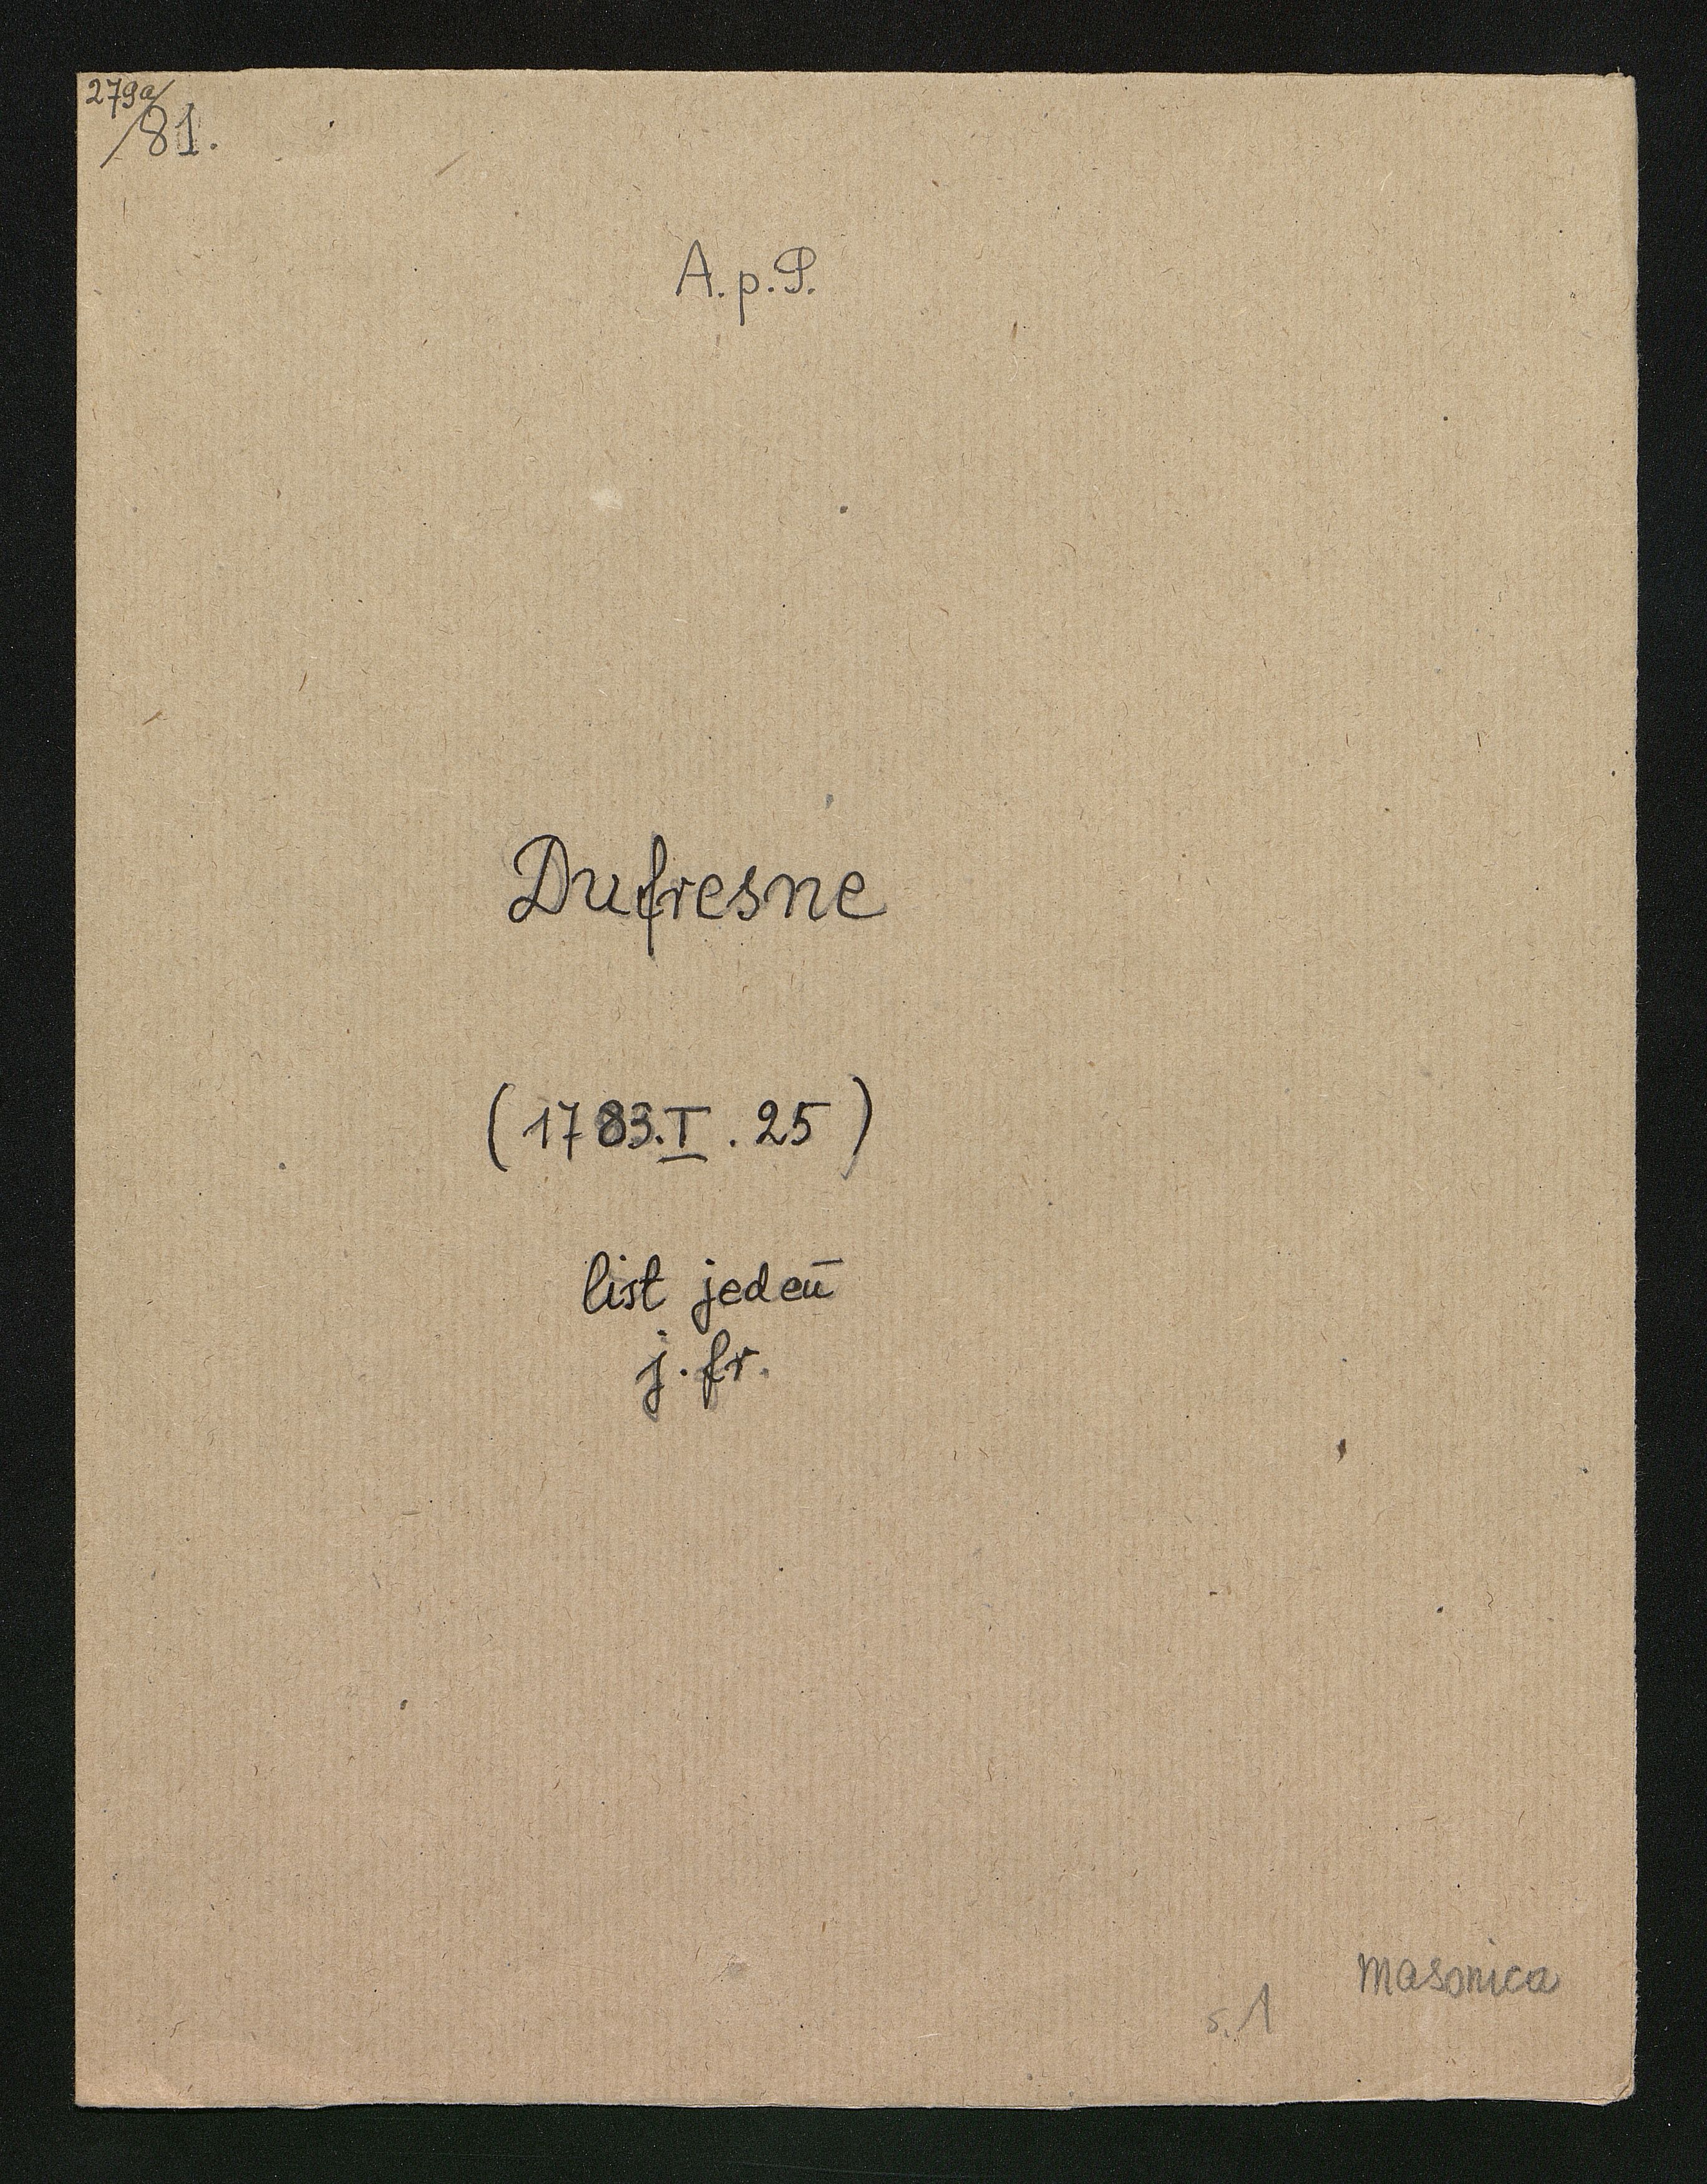 279a/
/81.
A.p.P.
Dufresne
(1783.I.25)
list jeden
j.fr.
masonica
s.1